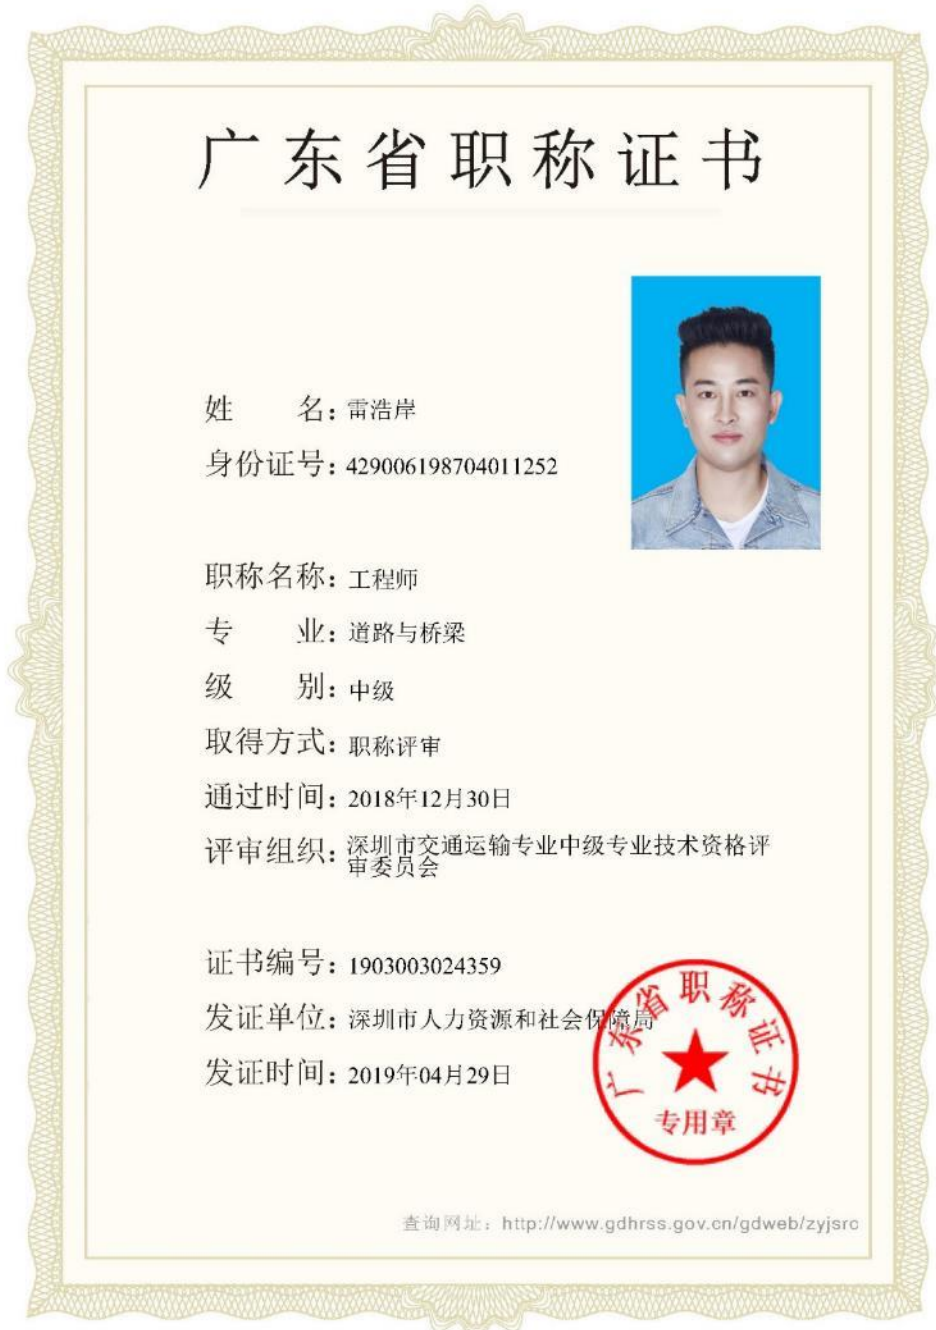 广东省职称证书
姓　　名：雷浩岸
身份证号：429006198704011252
职称名称：工程师
专　　业：道路与桥梁
级　　别：中级
取得方式：职称评审
通过时间：2018年12月30日
评审组织：深圳市交通运输专业中级专业技术资格评
审委员会
证书编号：1903003024359
发证单位：深圳市人力资源和社会保障局
发证时间：2019年04月29日
广东省职称证书
专用章
查询网址：http://www.gdhrss.gov.cn/gdweb/zyjsrc